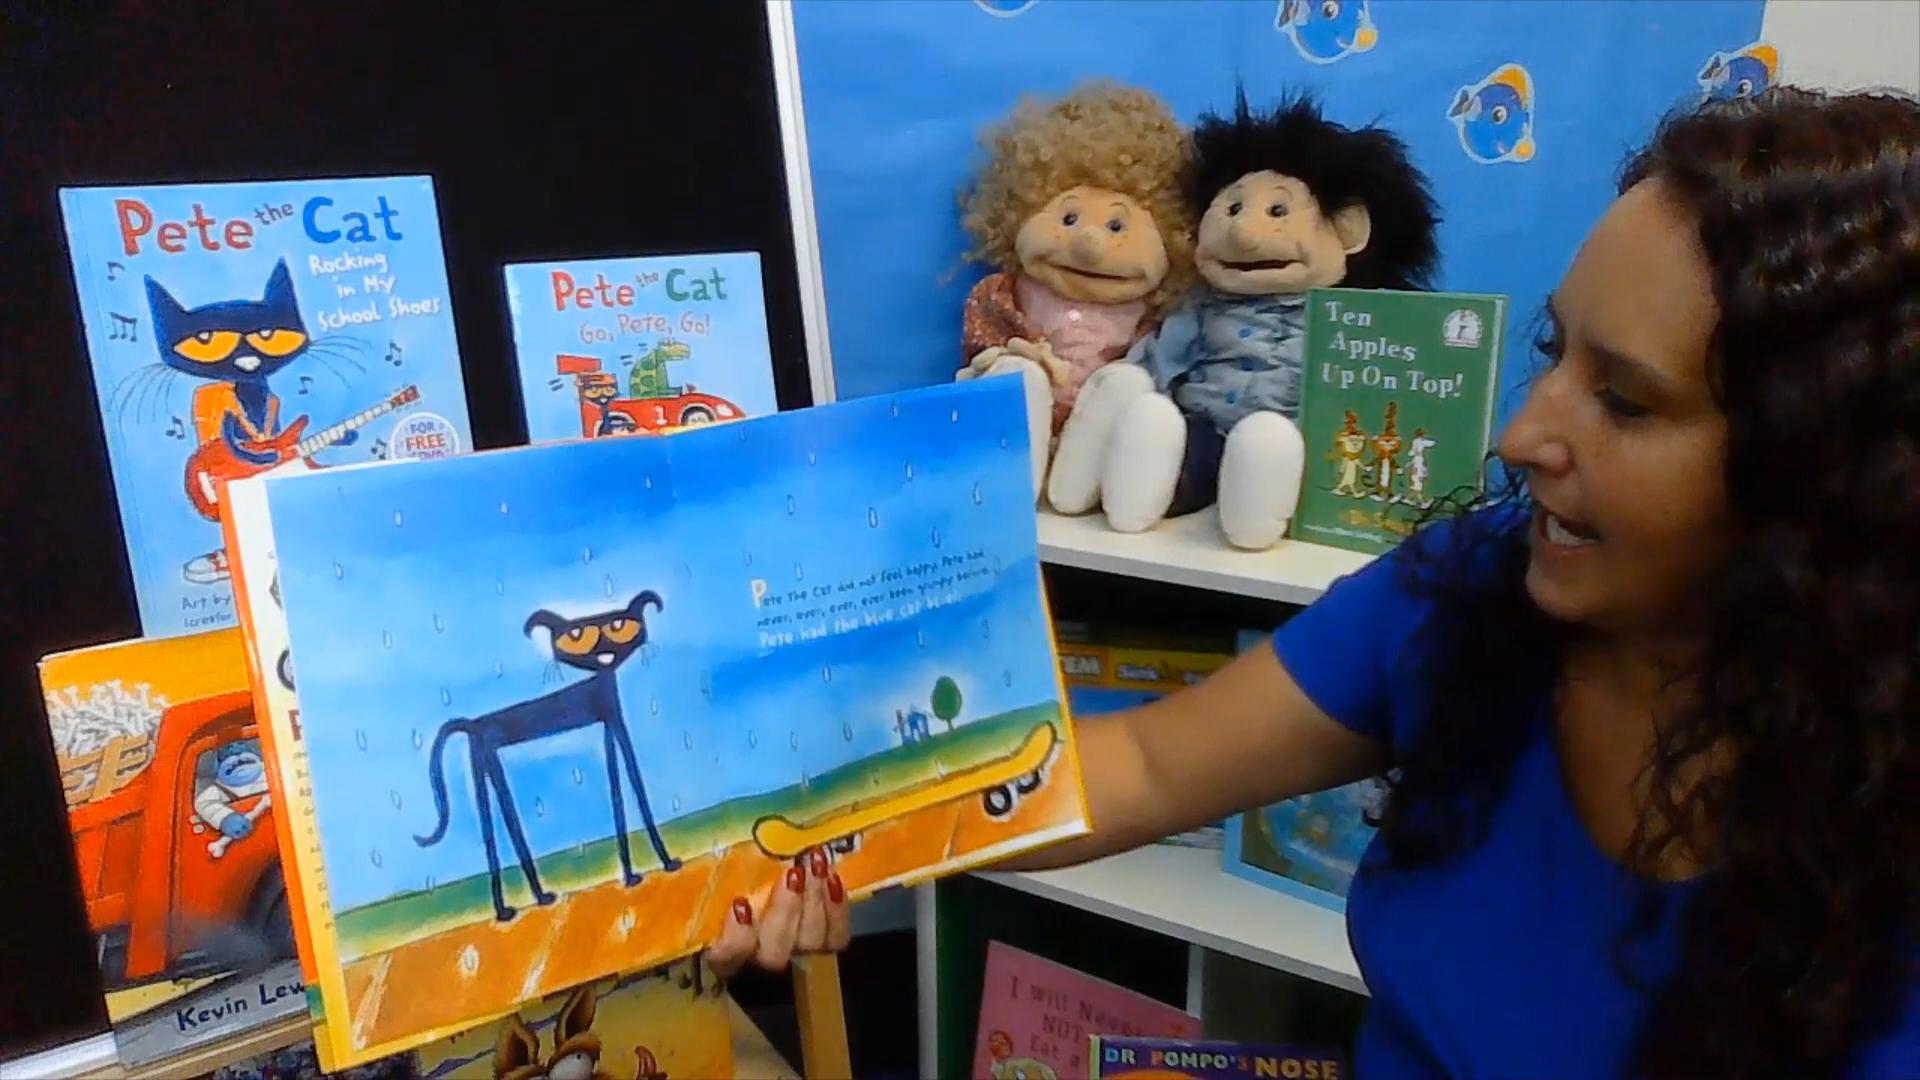 Pete the Cat
Rocking
in My
School Shoes
FOR
FREE
Art by
Pete the Cat
Go, Pete, Go!
1
Ten
Apples
Up On Top!
Pete the Cat did not feel happy. Pete had
never, ever, ever, ever been grumpy before.
Pete had the blue cat blues.
Kevin Lew
I Will Never
NOT
Eat a
DR POMPO'S NOSE